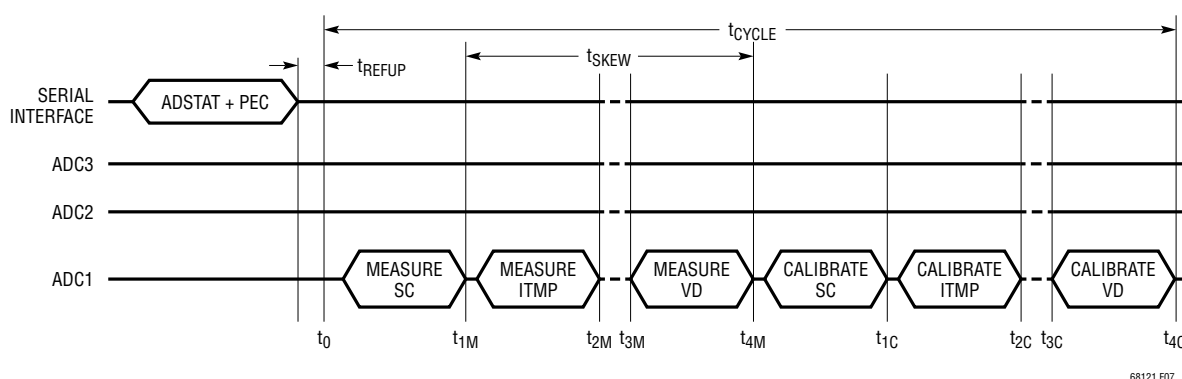 tCYCLE
tSKEW
tREFUP
SERIAL
INTERFACE
ADSTAT + PEC
ADC3
ADC2
ADC1
MEASURE
SC
MEASURE
ITMP
MEASURE
VD
CALIBRATE
SC
CALIBRATE
ITMP
CALIBRATE
VD
t0
t1M
t2M
t3M
t4M
t1C
t2C
t3C
t4C
68121 F07